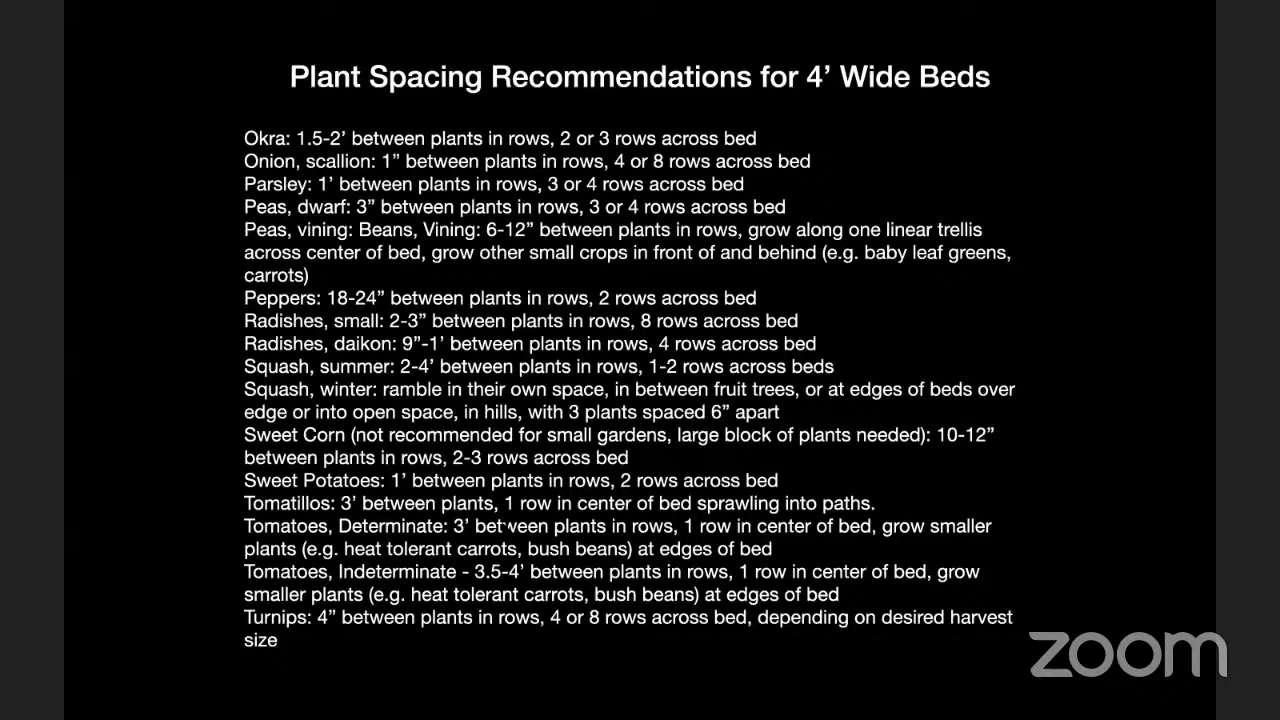 Plant Spacing Recommendations for 4’ Wide Beds
Okra: 1.5-2’ between plants in rows, 2 or 3 rows across bed
Onion, scallion: 1” between plants in rows, 4 or 8 rows across bed
Parsley: 1’ between plants in rows, 3 or 4 rows across bed
Peas, dwarf: 3” between plants in rows, 3 or 4 rows across bed
Peas, vining: Beans, Vining: 6-12” between plants in rows, grow along one linear trellis
across center of bed, grow other small crops in front of and behind (e.g. baby leaf greens,
carrots)
Peppers: 18-24” between plants in rows, 2 rows across bed
Radishes, small: 2-3” between plants in rows, 8 rows across bed
Radishes, daikon: 9”-1’ between plants in rows, 4 rows across bed
Squash, summer: 2-4’ between plants in rows, 1-2 rows across beds
Squash, winter: ramble in their own space, in between fruit trees, or at edges of beds over
edge or into open space, in hills, with 3 plants spaced 6” apart
Sweet Corn (not recommended for small gardens, large block of plants needed): 10-12”
between plants in rows, 2-3 rows across bed
Sweet Potatoes: 1’ between plants in rows, 2 rows across bed
Tomatillos: 3’ between plants, 1 row in center of bed sprawling into paths.
Tomatoes, Determinate: 3’ between plants in rows, 1 row in center of bed, grow smaller
plants (e.g. heat tolerant carrots, bush beans) at edges of bed
Tomatoes, Indeterminate - 3.5-4’ between plants in rows, 1 row in center of bed, grow
smaller plants (e.g. heat tolerant carrots, bush beans) at edges of bed
Turnips: 4” between plants in rows, 4 or 8 rows across bed, depending on desired harvest
size
zoom